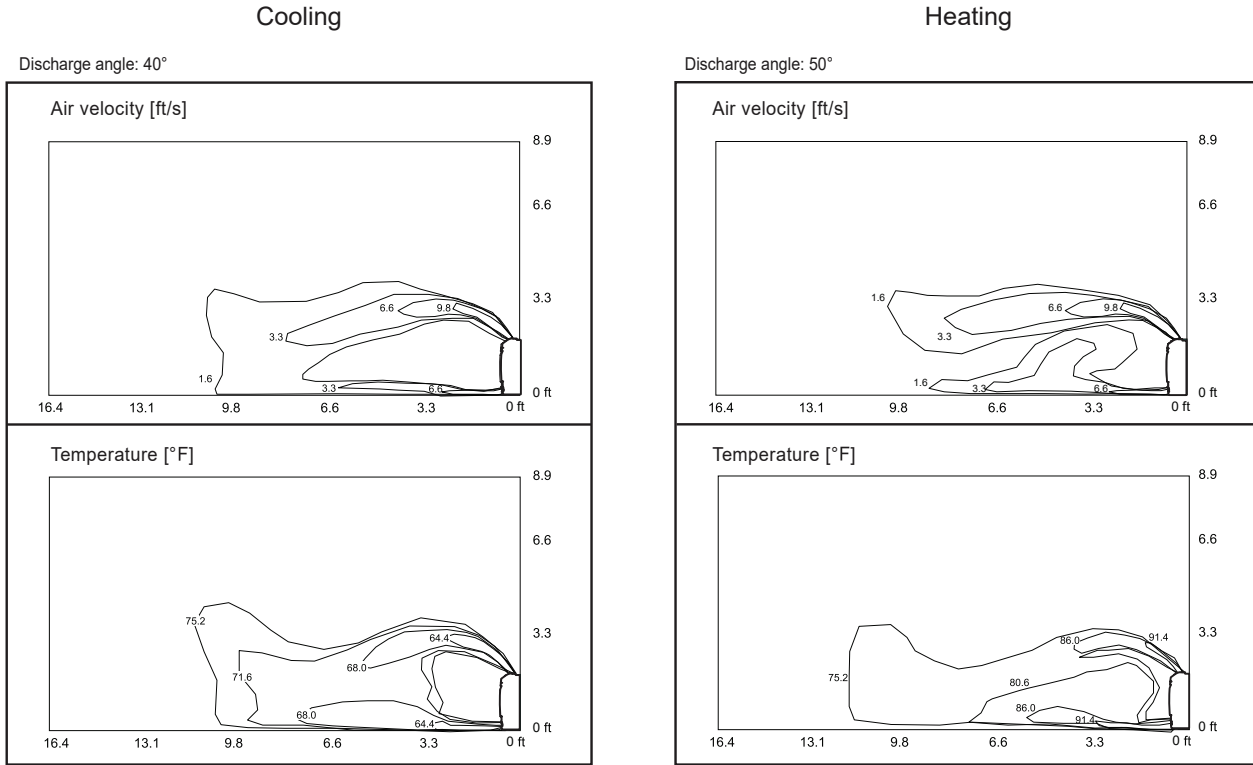 Cooling
Heating
Discharge angle: 40°
Discharge angle: 50°
Air velocity [ft/s]
8.9
6.6
3.3
0 ft
6.6
9.8
3.3
1.6
3.3
6.6
16.4 13.1 9.8 6.6 3.3 0 ft
Air velocity [ft/s]
8.9
6.6
3.3
0 ft
1.6
6.6
9.8
3.3
1.6
3.3
6.6
16.4 13.1 9.8 6.6 3.3 0 ft
Temperature [°F]
8.9
6.6
3.3
0 ft
75.2
64.4
68.0
71.6
68.0
64.4
16.4 13.1 9.8 6.6 3.3 0 ft
Temperature [°F]
8.9
6.6
3.3
0 ft
86.0
91.4
75.2
80.6
86.0
91.4
16.4 13.1 9.8 6.6 3.3 0 ft